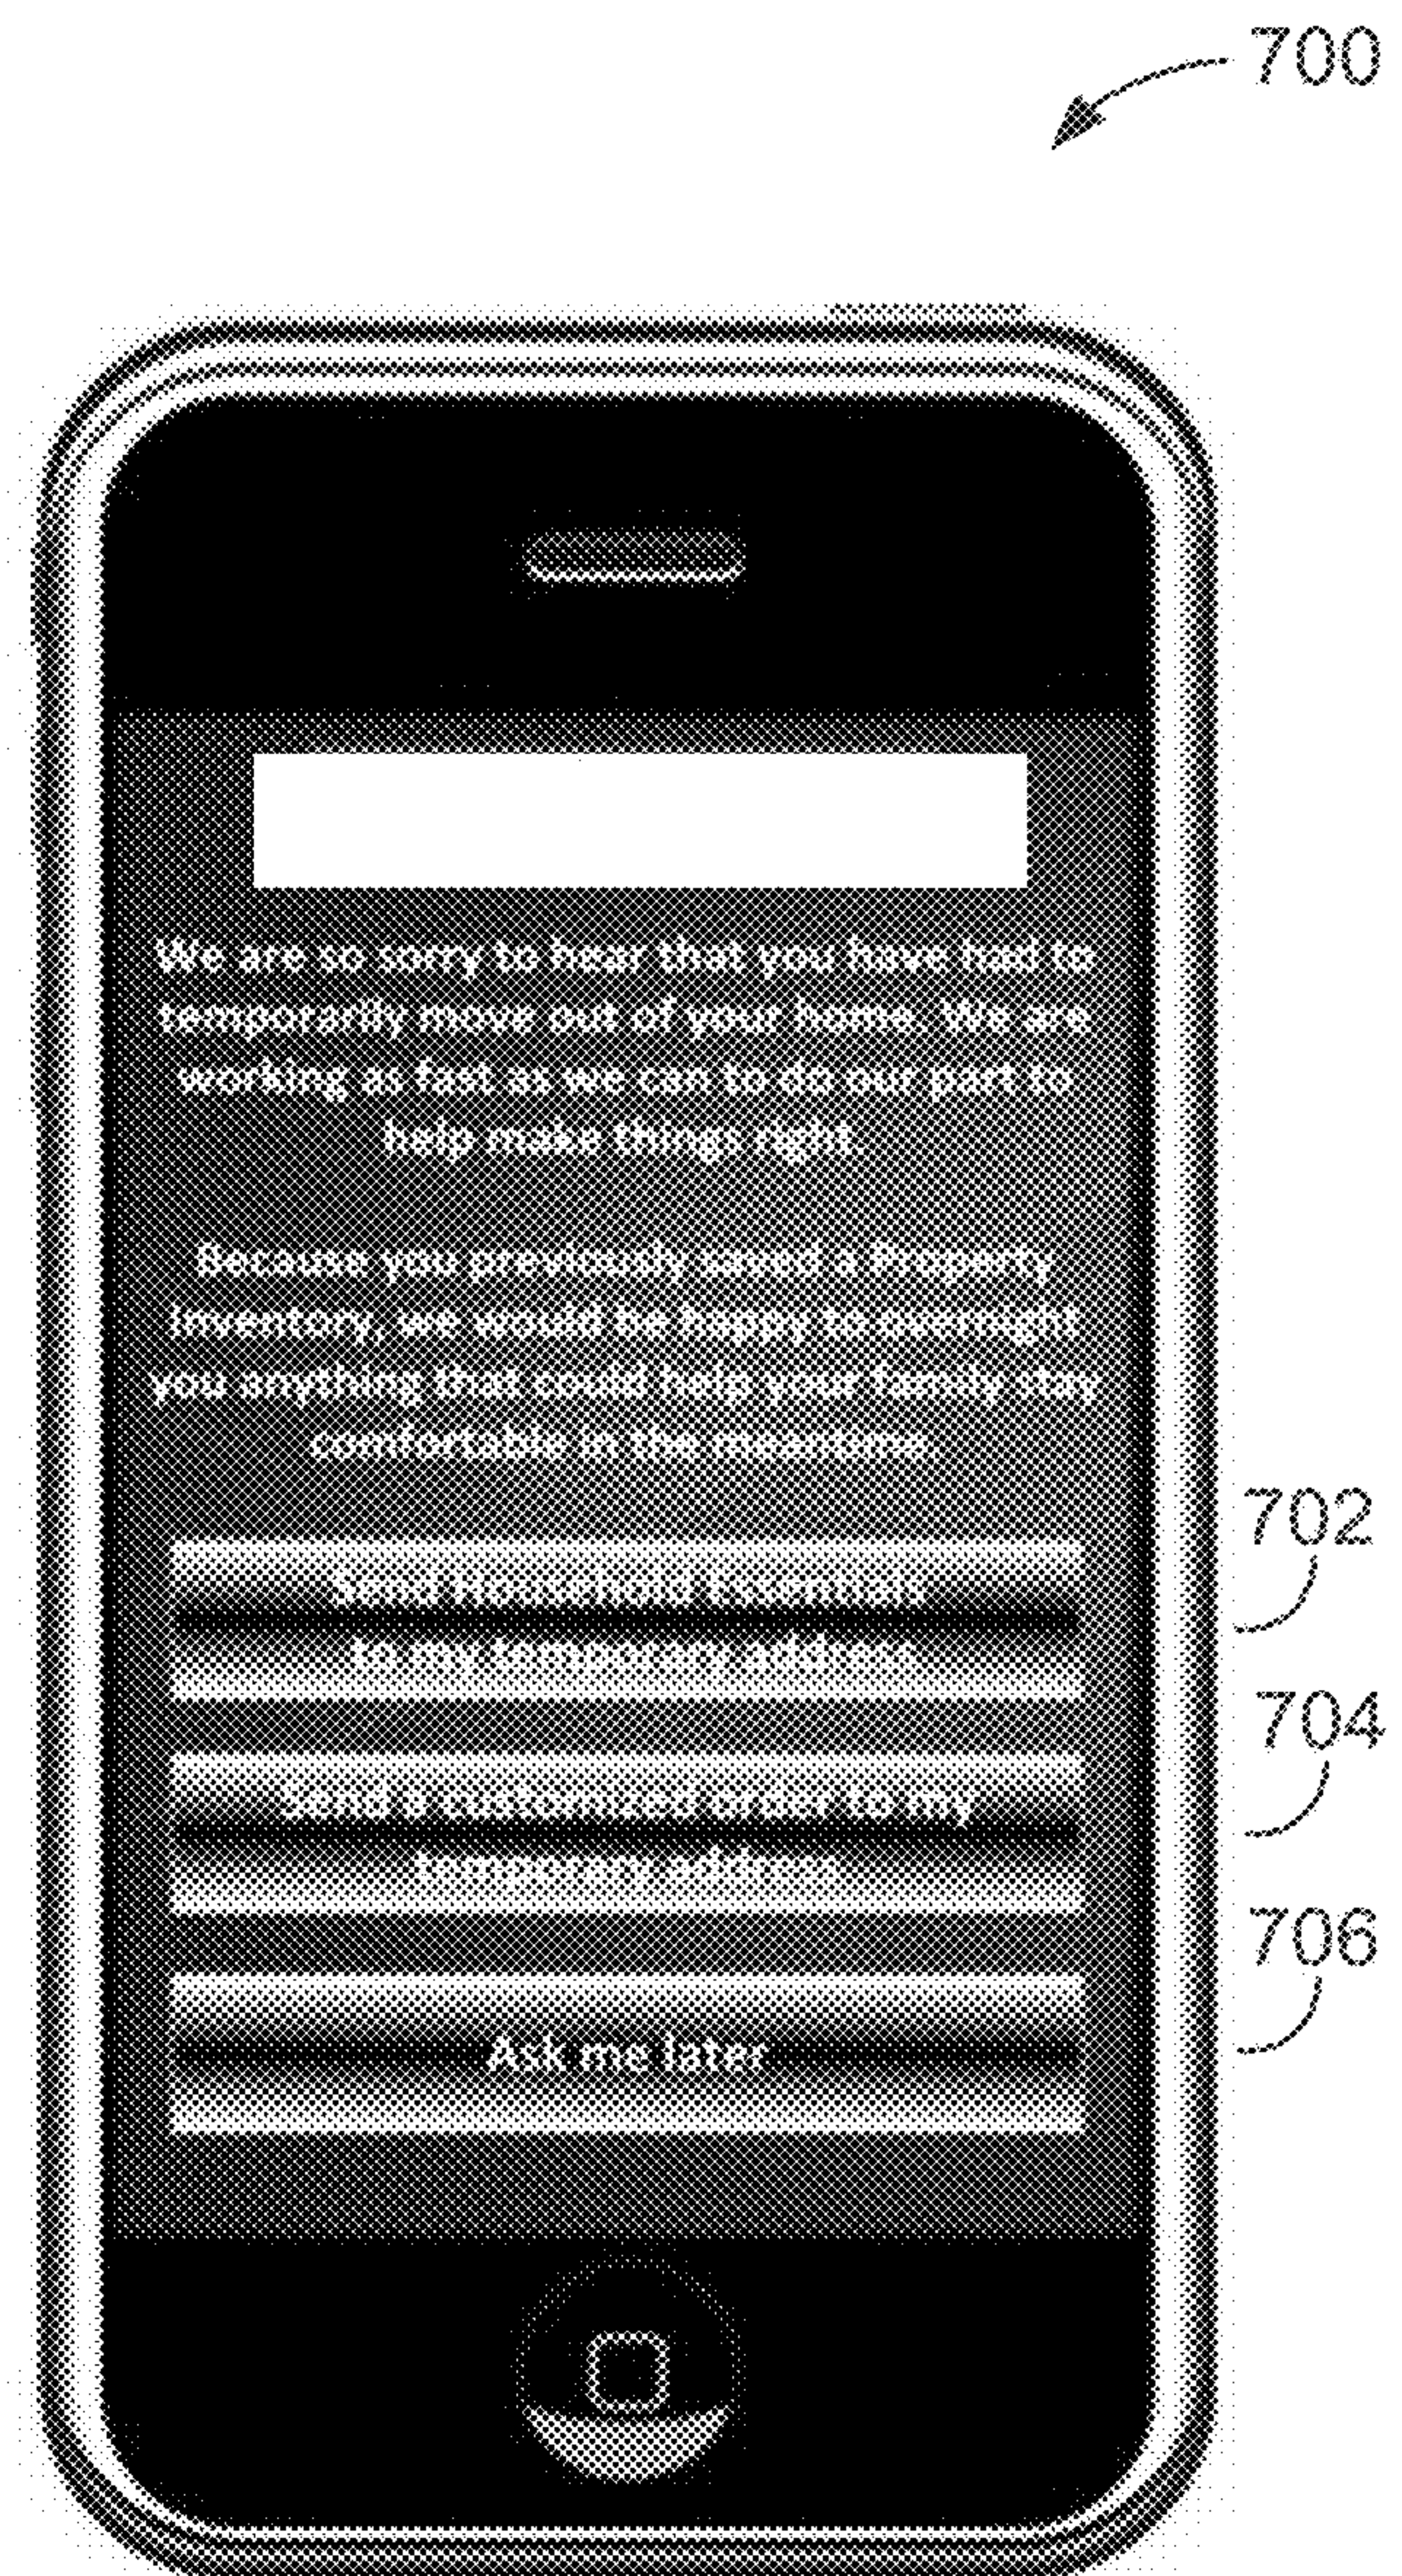 700
We are so sorry to hear that you have had to
temporarily move out of your home. We are
working as fast as we can to do our part to
help make things right.
Because you previously saved a Property
Inventory, we would be happy to overnight
you anything that could help your family stay
comfortable in the meantime.
702
Send Household Essentials
to my temporary address
704
Send a customized order to my
temporary address
706
Ask me later